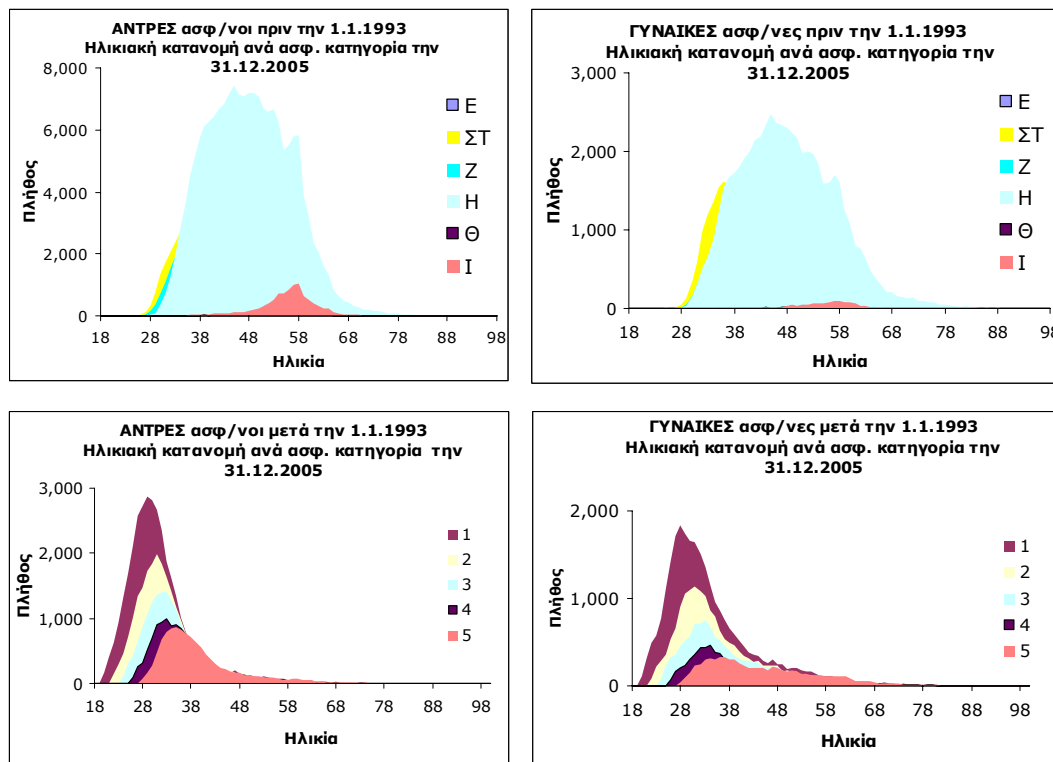 ΑΝΤΡΕΣ ασφ/νοι πριν την 1.1.1993
Ηλικιακή κατανομή ανά ασφ. κατηγορία την
31.12.2005
8,000
6,000
4,000
2,000
0
Πλήθος
18 28 38 48 58 68 78 88 98
Ηλικία
Ε
ΣΤ
Ζ
Η
Θ
Ι
ΓΥΝΑΙΚΕΣ ασφ/νες πριν την 1.1.1993
Ηλικιακή κατανομή ανά ασφ. κατηγορία την
31.12.2005
3,000
2,000
1,000
0
Πλήθος
18 28 38 48 58 68 78 88 98
Ηλικία
Ε
ΣΤ
Ζ
Η
Θ
Ι
ΑΝΤΡΕΣ ασφ/νοι μετά την 1.1.1993
Ηλικιακή κατανομή ανά ασφ. κατηγορία την
31.12.2005
3,000
2,000
1,000
0
Πλήθος
18 28 38 48 58 68 78 88 98
Ηλικία
1
2
3
4
5
ΓΥΝΑΙΚΕΣ ασφ/νες μετά την 1.1.1993
Ηλικιακή κατανομή ανά ασφ. κατηγορία την
31.12.2005
2,000
1,000
0
Πλήθος
18 28 38 48 58 68 78 88 98
Ηλικία
1
2
3
4
5